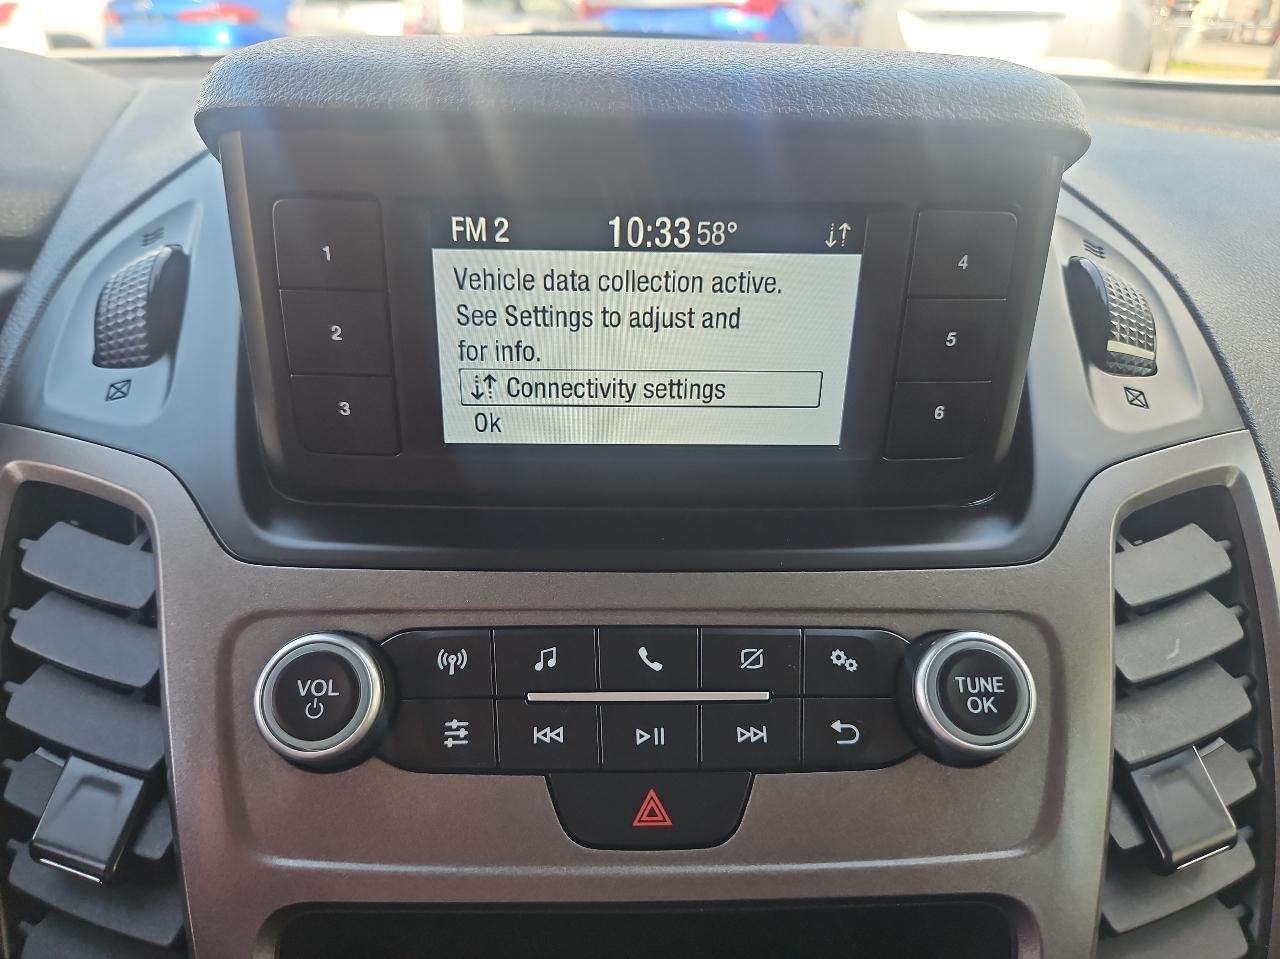 FM 2 10:33 58°
Vehicle data collection active.
See Settings to adjust and
for info.
Connectivity settings
Ok
1
2
3
4
5
6
VOL
TUNE
OK